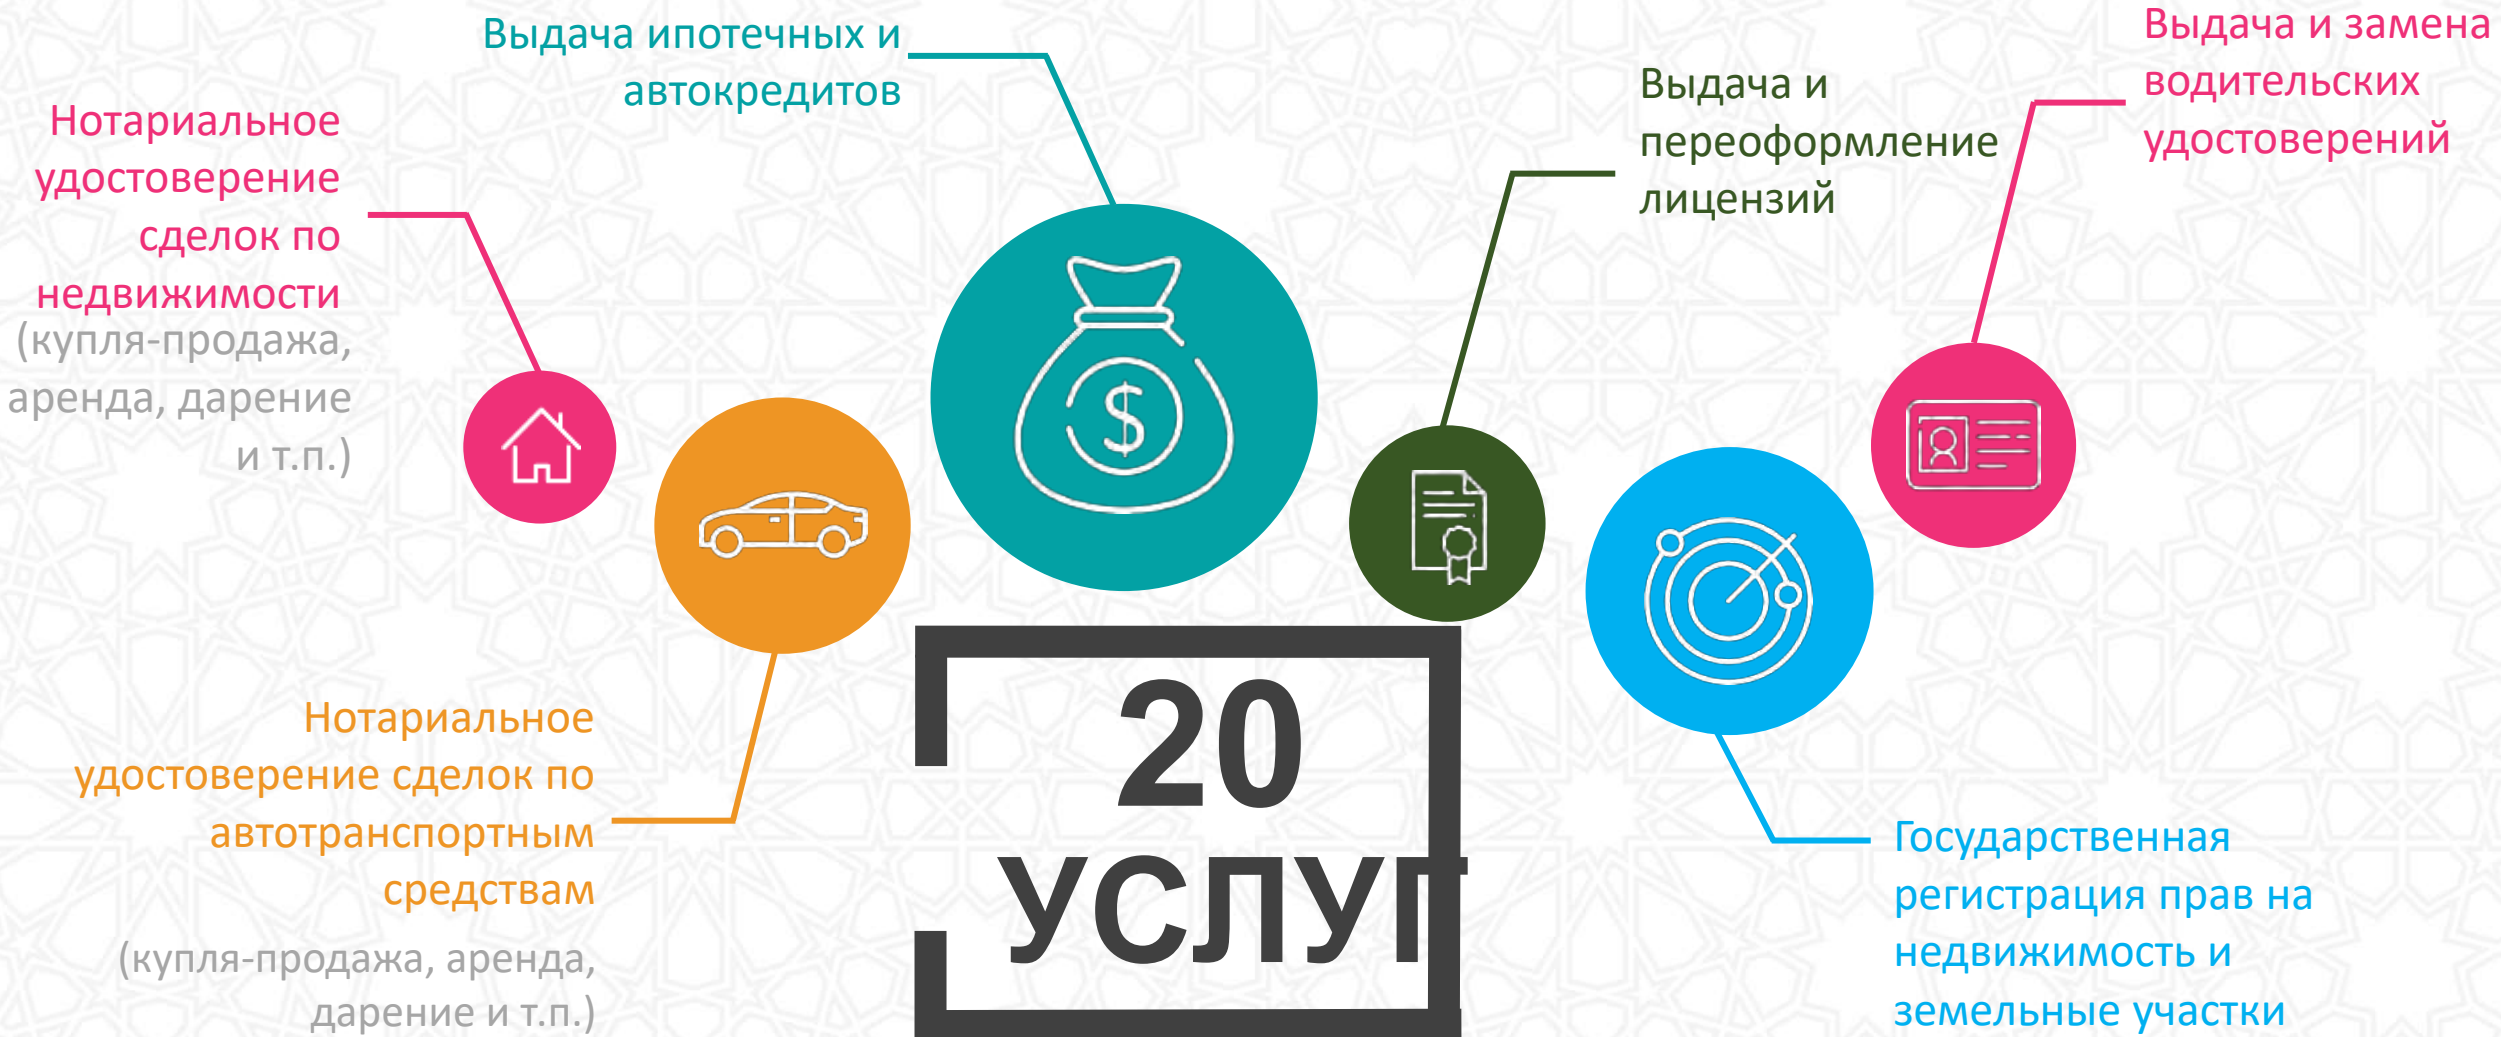 Выдача ипотечных и
автокредитов
Нотариальное
удостоверение
сделок по
недвижимости
(купля-продажа,
аренда, дарение
и т.п.)
Выдача и
переоформление
лицензий
Выдача и замена
водительских
удостоверений
$
20
УСЛУГ
Нотариальное
удостоверение сделок по
автотранспортным
средствам
(купля-продажа, аренда,
дарение и т.п.)
Государственная
регистрация прав на
недвижимость и
земельные участки